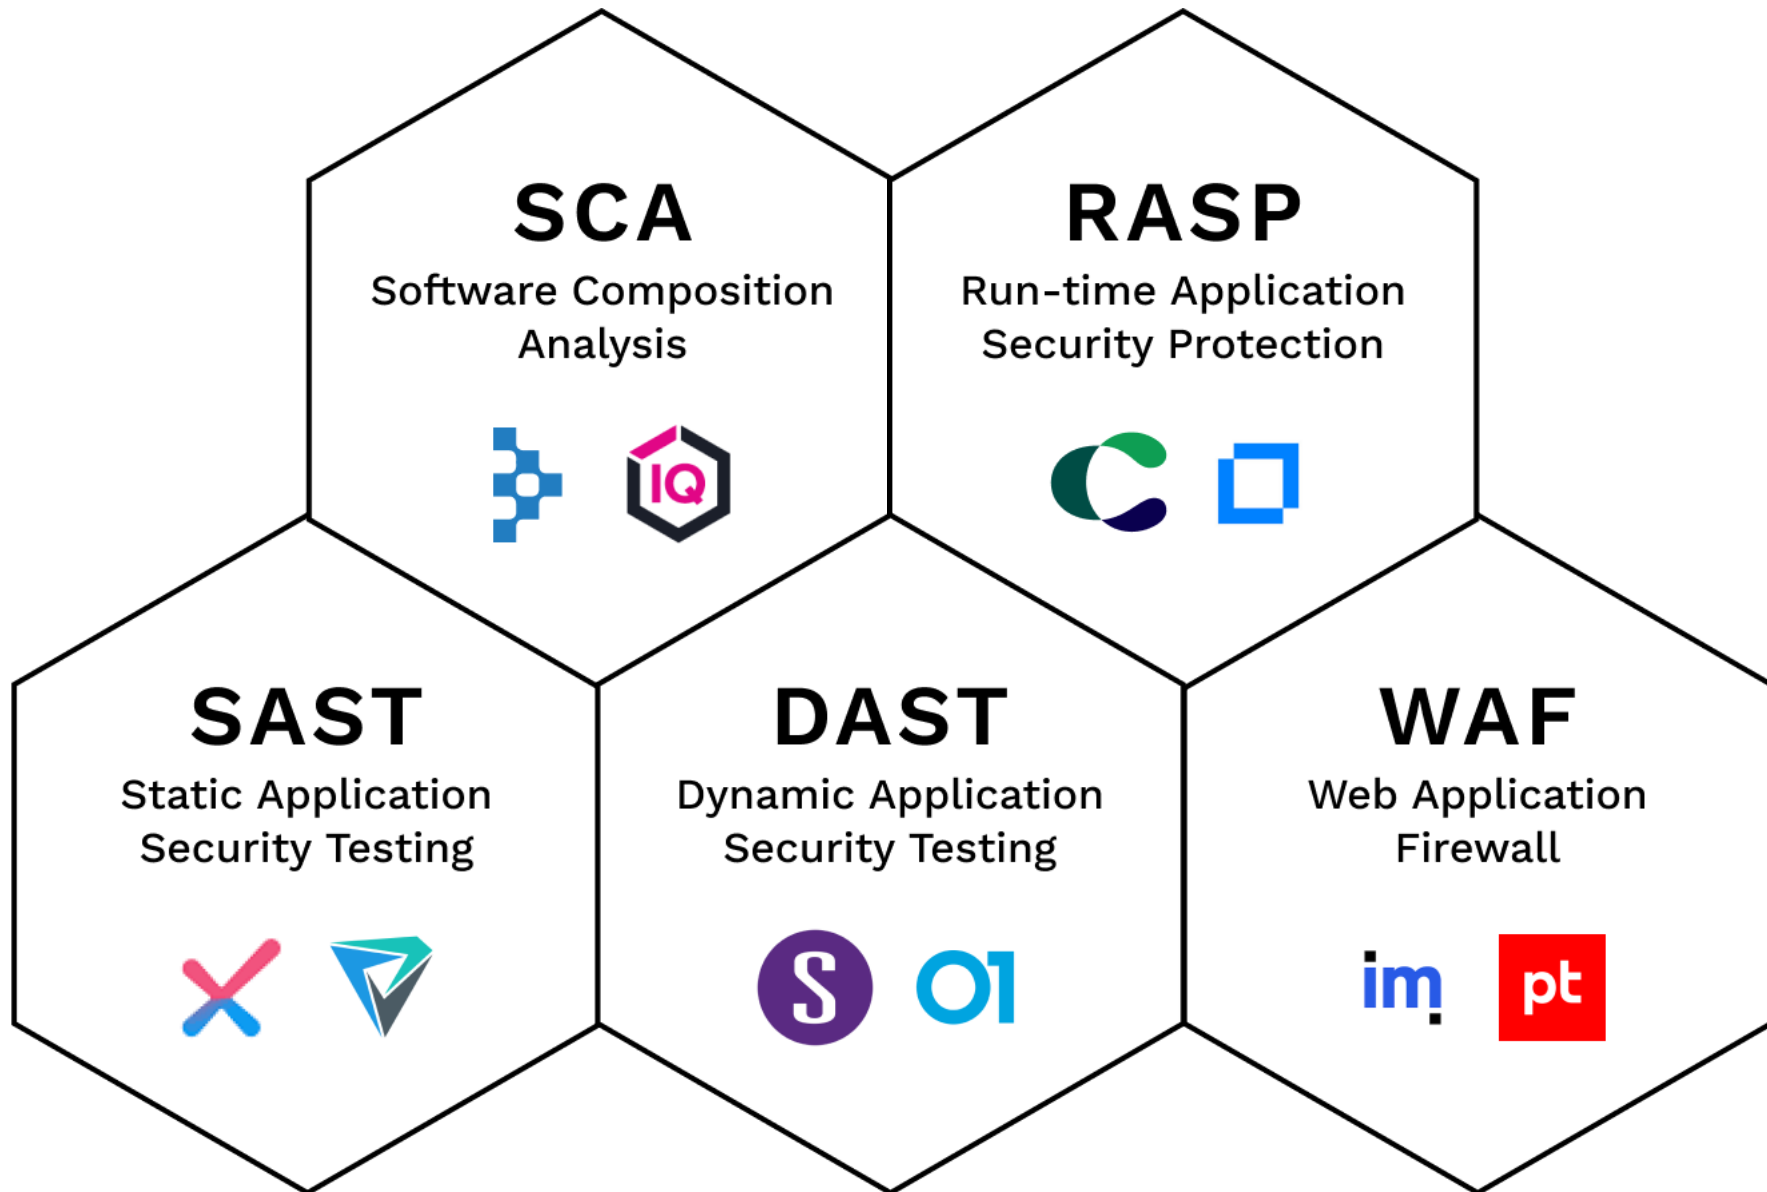 SCA
Software Composition
Analysis
IQ
RASP
Run-time Application
Security Protection
SAST
Static Application
Security Testing
DAST
Dynamic Application
Security Testing
S
01
WAF
Web Application
Firewall
im
pt